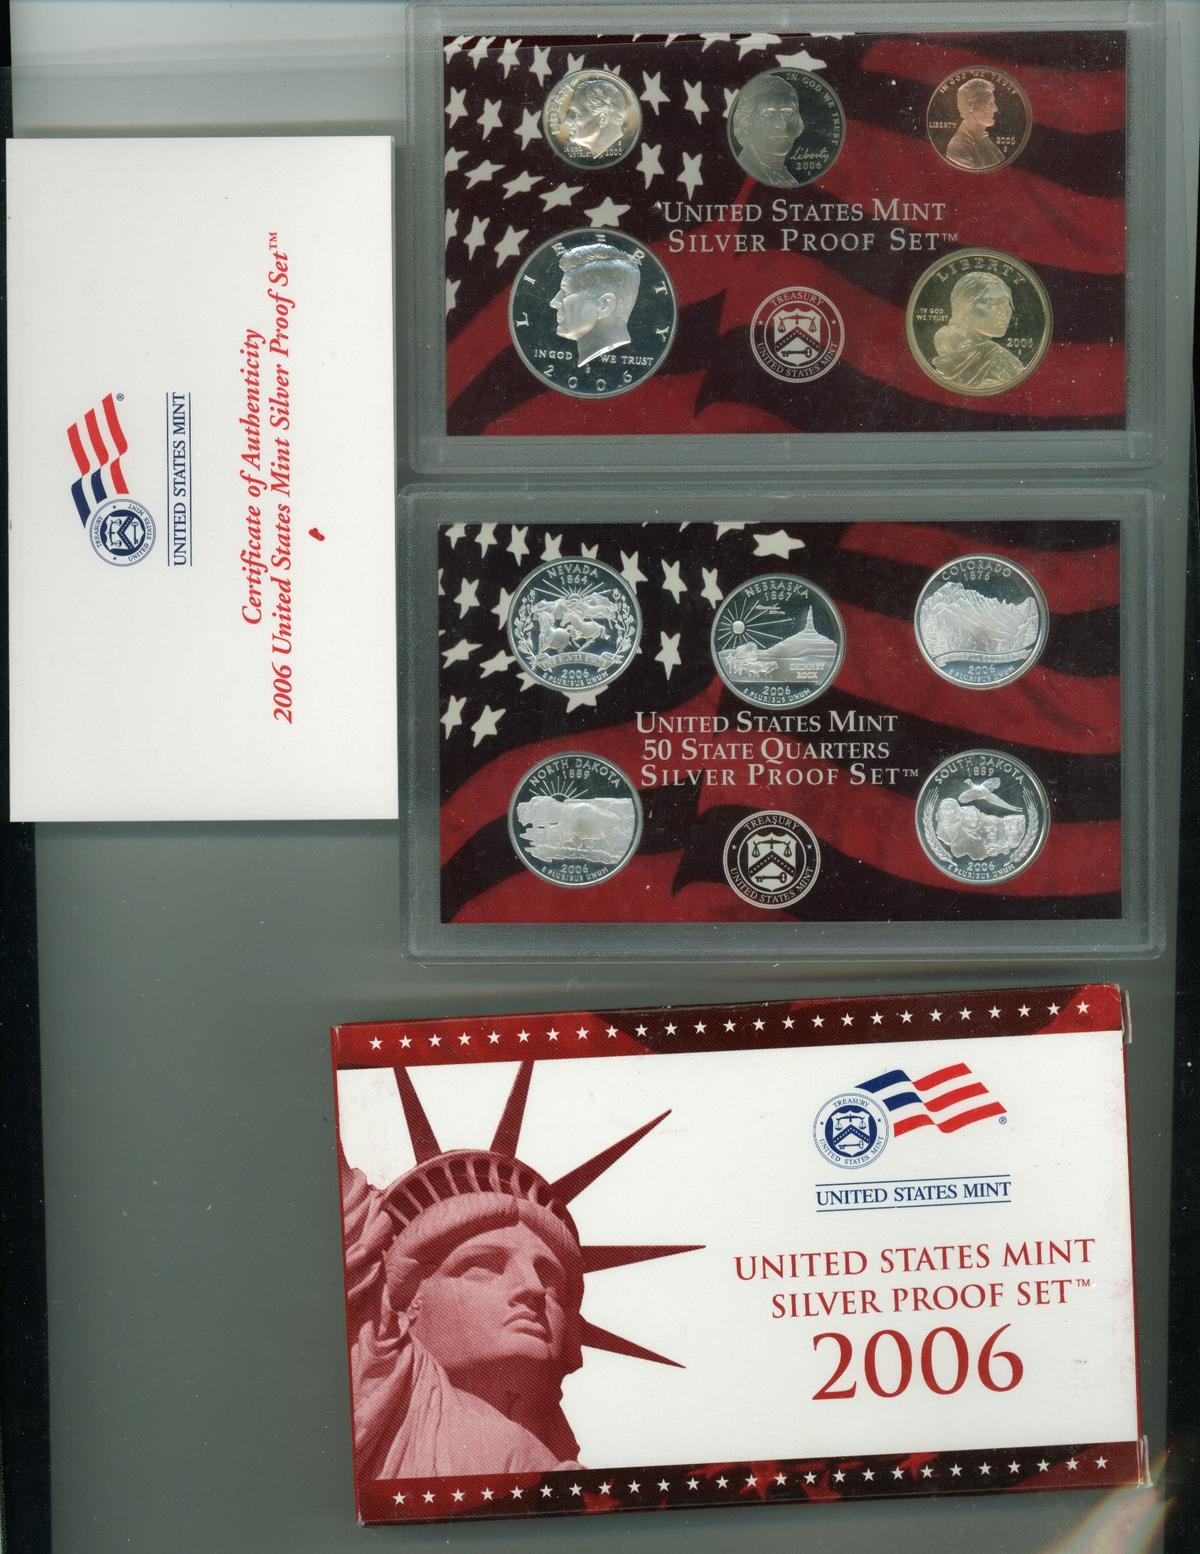 LIBERTY
IN GOD
WE TRUST 2006
IN GOD WE TRUST
Liberty
2006
S
IN GOD WE TRUST
LIBERTY
2006
S
UNITED STATES MINT
SILVER PROOF SET™
LIBERTY
IN GOD WE TRUST
2006
TREASURY
UNITED STATES MINT
LIBERTY
IN GOD
WE TRUST
2006
S
Certificate of Authenticity
2006 United States Mint Silver Proof Set™
TREASURY
UNITED STATES MINT
®
UNITED STATES MINT
NEVADA
1864
2006
E PLURIBUS UNUM
NEBRASKA
1867
CHIMNEY
ROCK
2006
E PLURIBUS UNUM
COLORADO
1876
2006
E PLURIBUS UNUM
UNITED STATES MINT
50 STATE QUARTERS
SILVER PROOF SET™
NORTH DAKOTA
1889
2006
E PLURIBUS UNUM
TREASURY
UNITED STATES MINT
SOUTH DAKOTA
1889
2006
E PLURIBUS UNUM
TREASURY
UNITED STATES MINT
®
UNITED STATES MINT
UNITED STATES MINT
SILVER PROOF SET™
2006